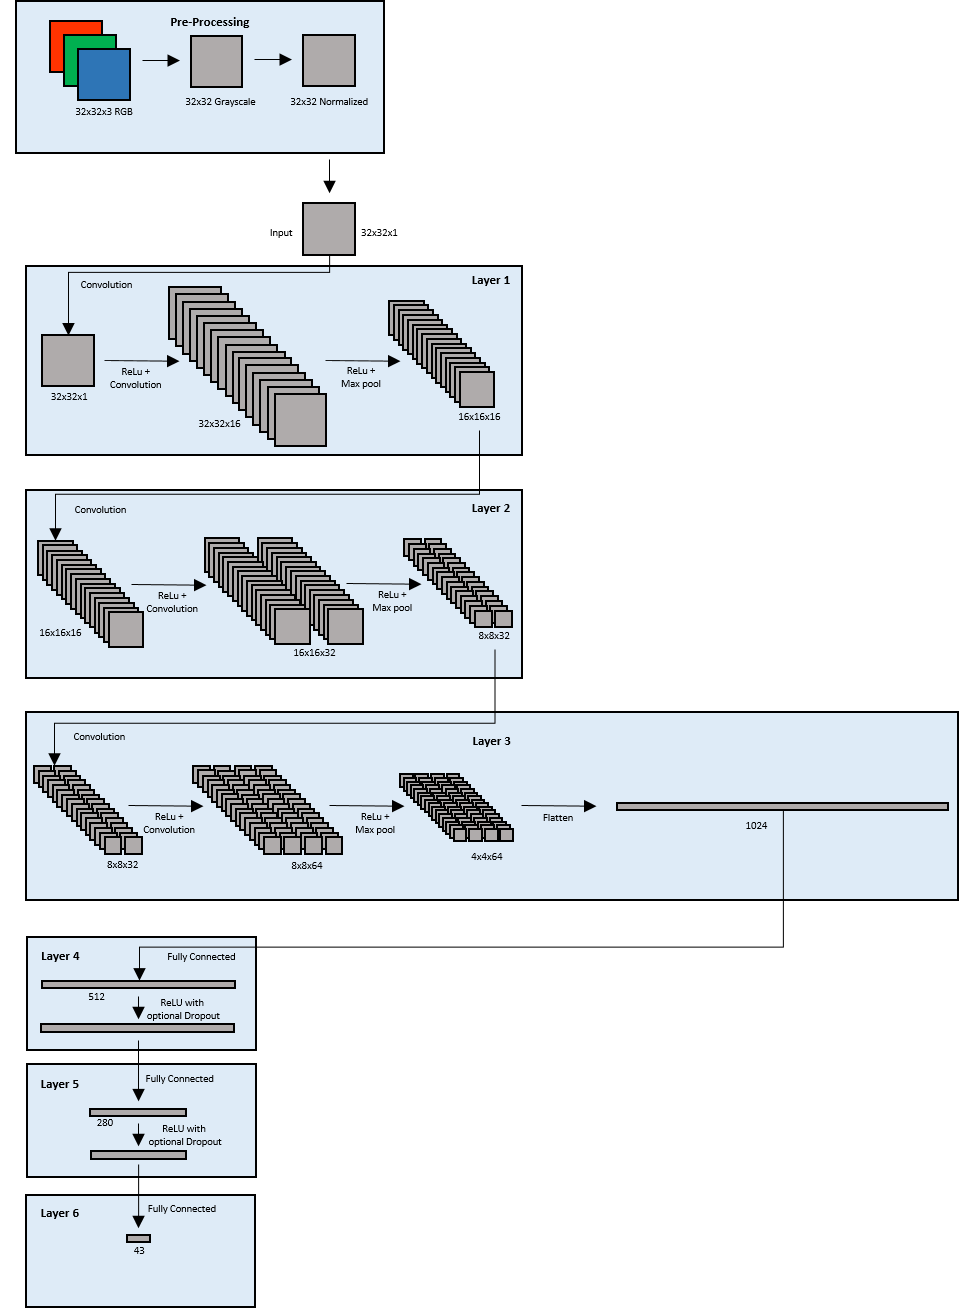 Pre-Processing
32x32x3 RGB
32x32 Grayscale
32x32 Normalized
Input
32x32x1
Layer 1
Convolution
32x32x1
ReLu +
Convolution
32x32x16
ReLu +
Max pool
16x16x16
Layer 2
Convolution
16x16x16
ReLu +
Convolution
16x16x32
ReLu +
Max pool
8x8x32
Layer 3
Convolution
8x8x32
ReLu +
Convolution
8x8x64
ReLu +
Max pool
4x4x64
Flatten
1024
Layer 4
Fully Connected
512
ReLU with
optional Dropout
Layer 5
Fully Connected
280
ReLU with
optional Dropout
Layer 6
Fully Connected
43